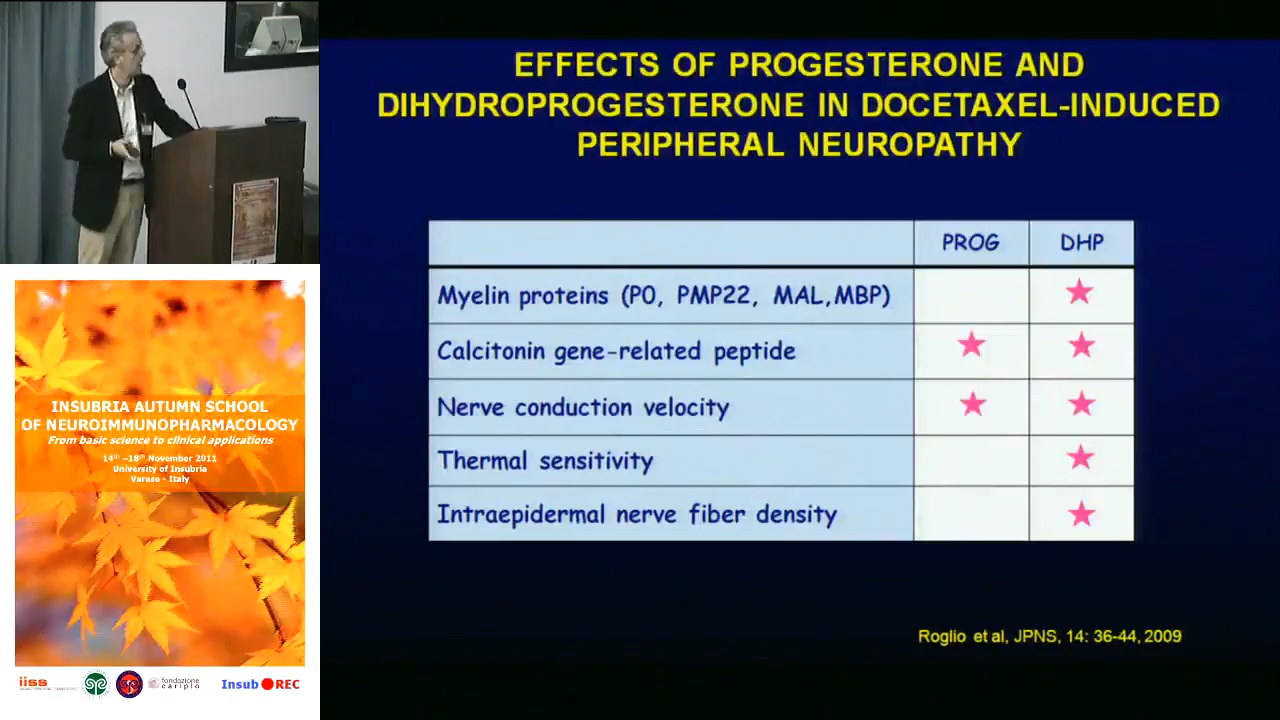 EFFECTS OF PROGESTERONE AND
DIHYDROPROGESTERONE IN DOCETAXEL-INDUCED
PERIPHERAL NEUROPATHY
PROG DHP
Myelin proteins (P0, PMP22, MAL,MBP) ★
Calcitonin gene-related peptide ★ ★
Nerve conduction velocity ★ ★
Thermal sensitivity ★
Intraepidermal nerve fiber density ★
Roglio et al, JPNS, 14: 36-44, 2009
INSUBRIA AUTUMN SCHOOL
OF NEUROIMMUNOPHARMACOLOGY
From basic science to clinical applications
14th –18th November 2011
University of Insubria
Varese - Italy
iiss
fondazione
cariplo
Insub REC